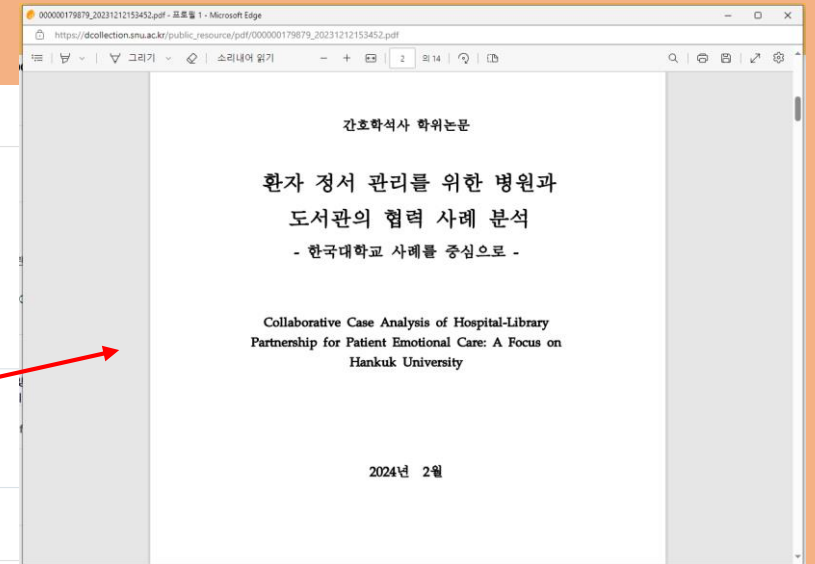 000000179879_20231212153452.pdf - 프로필 1 - Microsoft Edge
https://dcollection.snu.ac.kr/public_resource/pdf/000000179879_20231212153452.pdf
그리기 소리내어 읽기 2 의 14
간호학석사 학위논문
환자 정서 관리를 위한 병원과
도서관의 협력 사례 분석
- 한국대학교 사례를 중심으로 -
Collaborative Case Analysis of Hospital-Library
Partnership for Patient Emotional Care: A Focus on
Hankuk University
2024년 2월